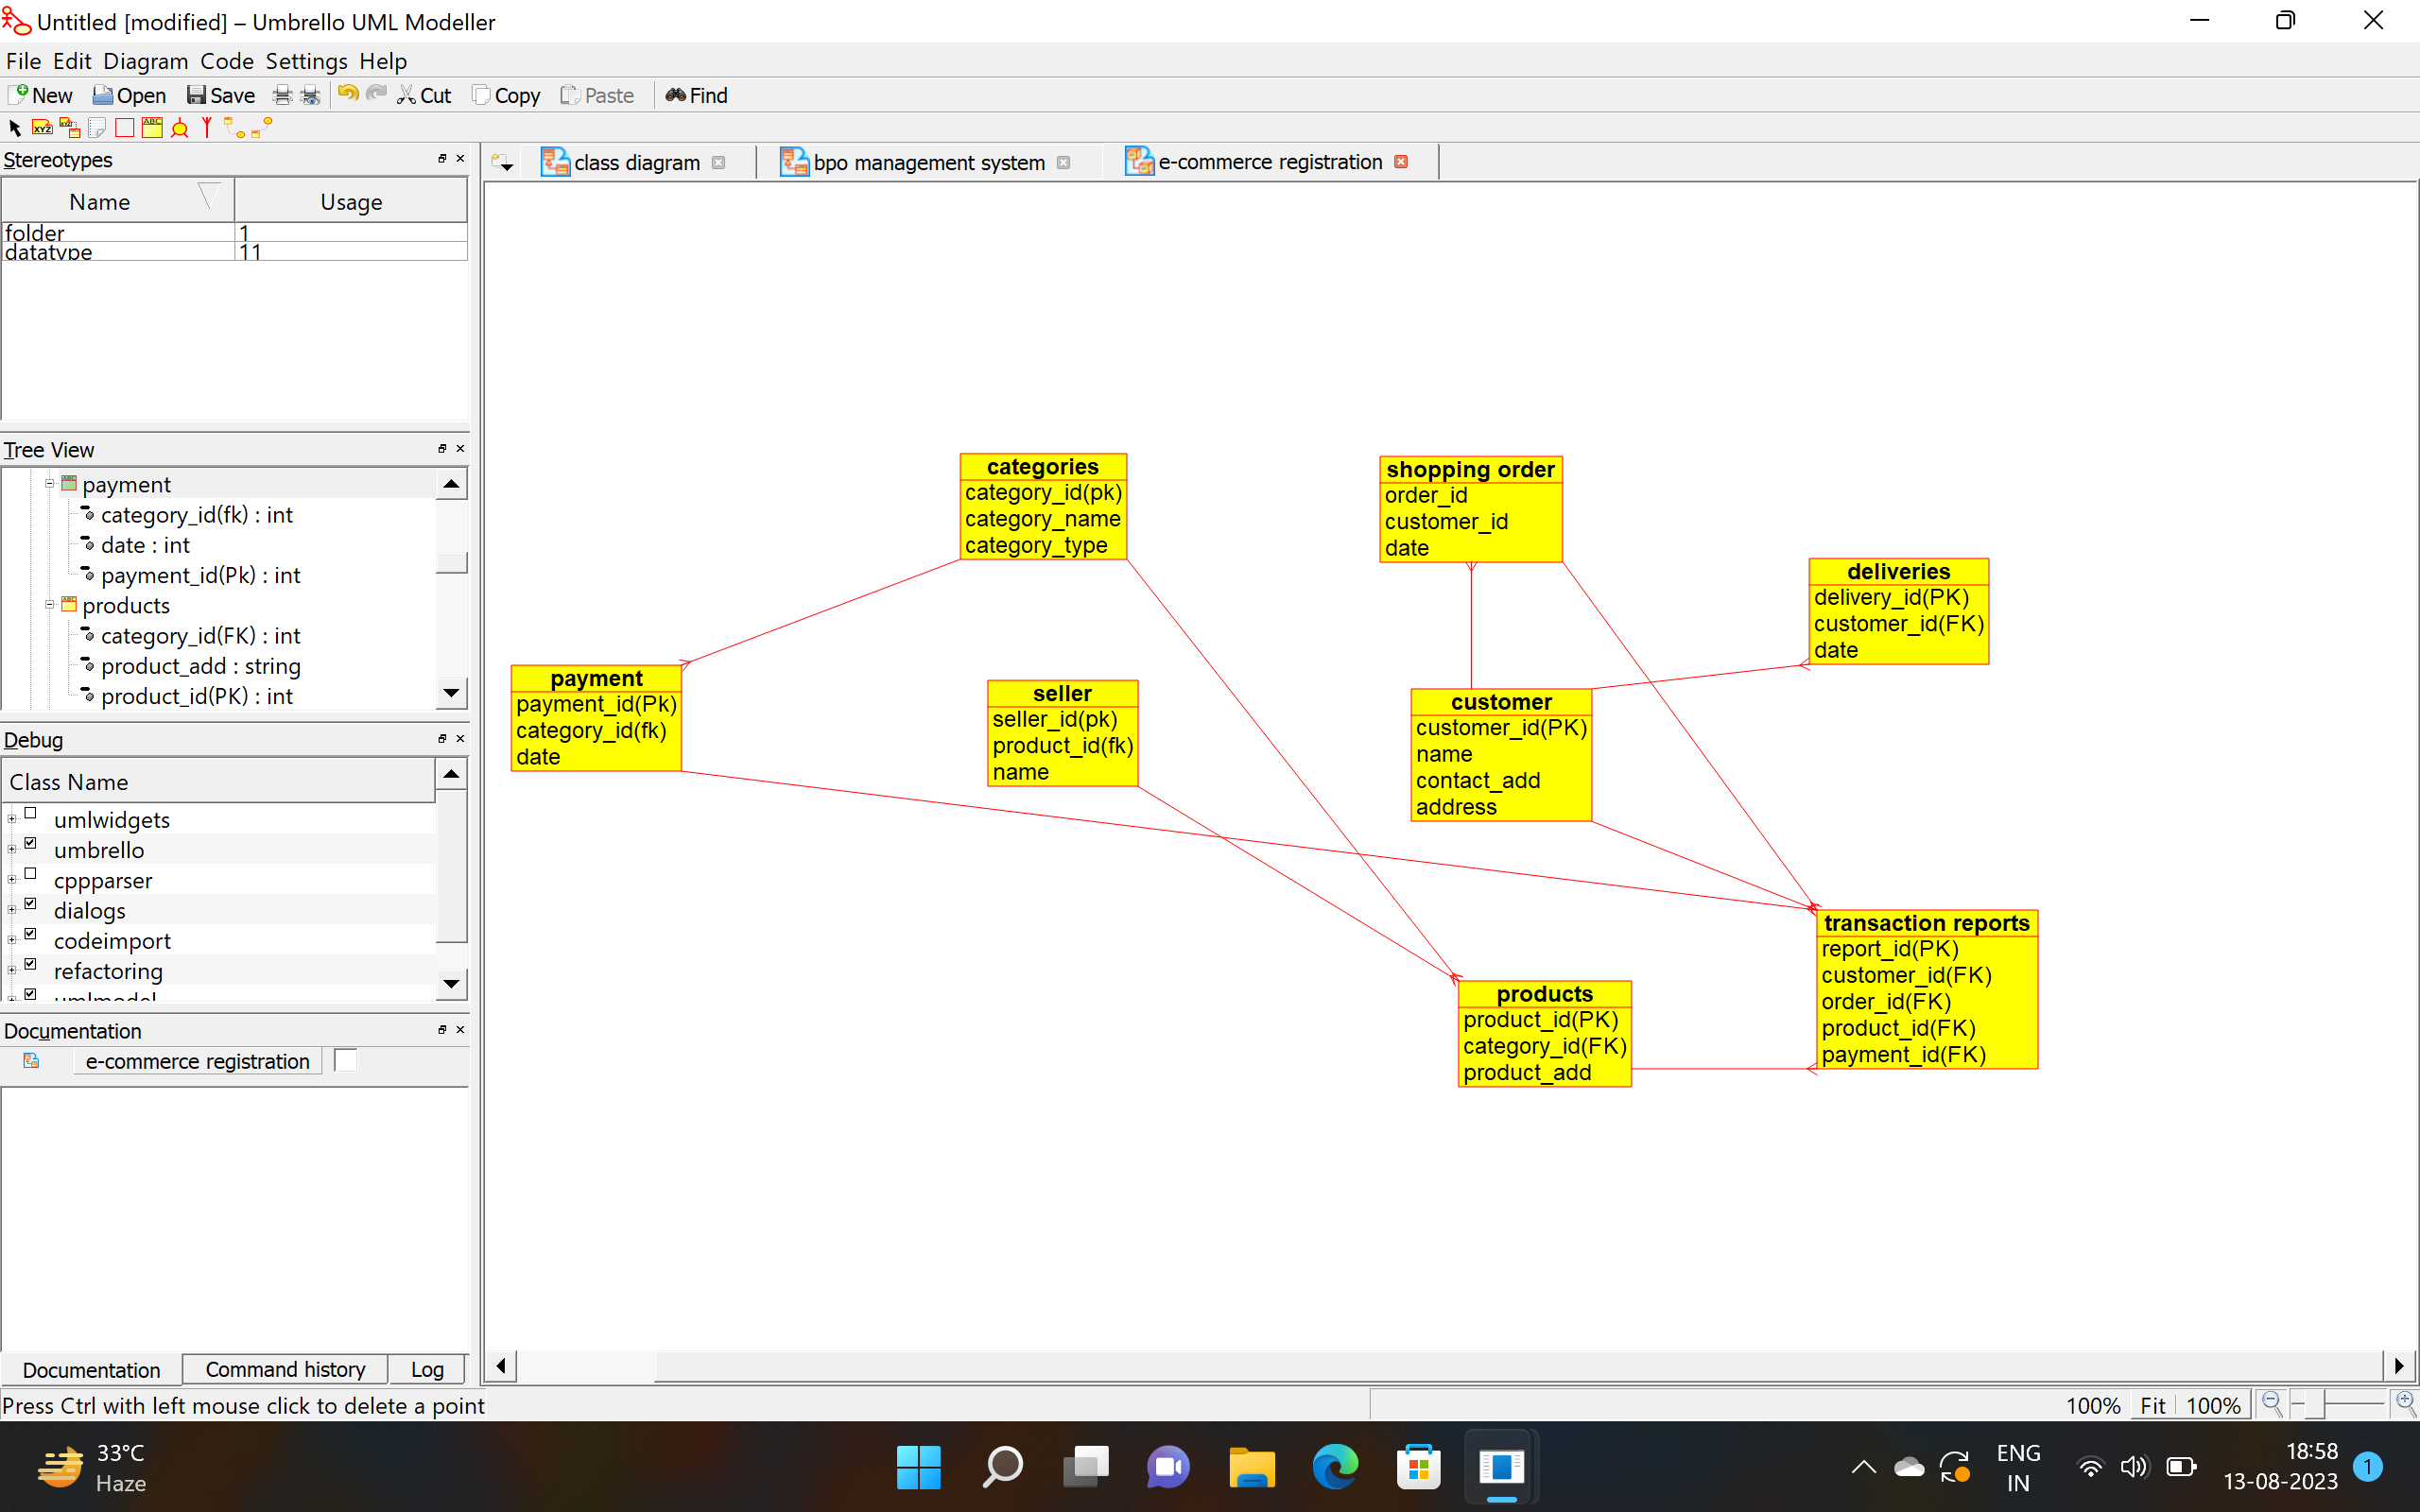 Untitled [modified] – Umbrello UML Modeller
File Edit Diagram Code Settings Help
New Open Save Cut Copy Paste Find
XYZ XYZ ABC
Stereotypes
Name Usage
folder 1
datatype 11
Tree View
payment
category_id(fk) : int
date : int
payment_id(Pk) : int
products
category_id(FK) : int
product_add : string
product_id(PK) : int
Debug
Class Name
umlwidgets
umbrello
cppparser
dialogs
codeimport
refactoring
umlmodel
Documentation
e-commerce registration
Documentation Command history Log
Press Ctrl with left mouse click to delete a point
class diagram
bpo management system
e-commerce registration
categories
category_id(pk)
category_name
category_type
shopping order
order_id
customer_id
date
deliveries
delivery_id(PK)
customer_id(FK)
date
payment
payment_id(Pk)
category_id(fk)
date
seller
seller_id(pk)
product_id(fk)
name
customer
customer_id(PK)
name
contact_add
address
transaction reports
report_id(PK)
customer_id(FK)
order_id(FK)
product_id(FK)
payment_id(FK)
products
product_id(PK)
category_id(FK)
product_add
100% Fit 100%
33°C
Haze
ENG
IN
18:58
13-08-2023
1